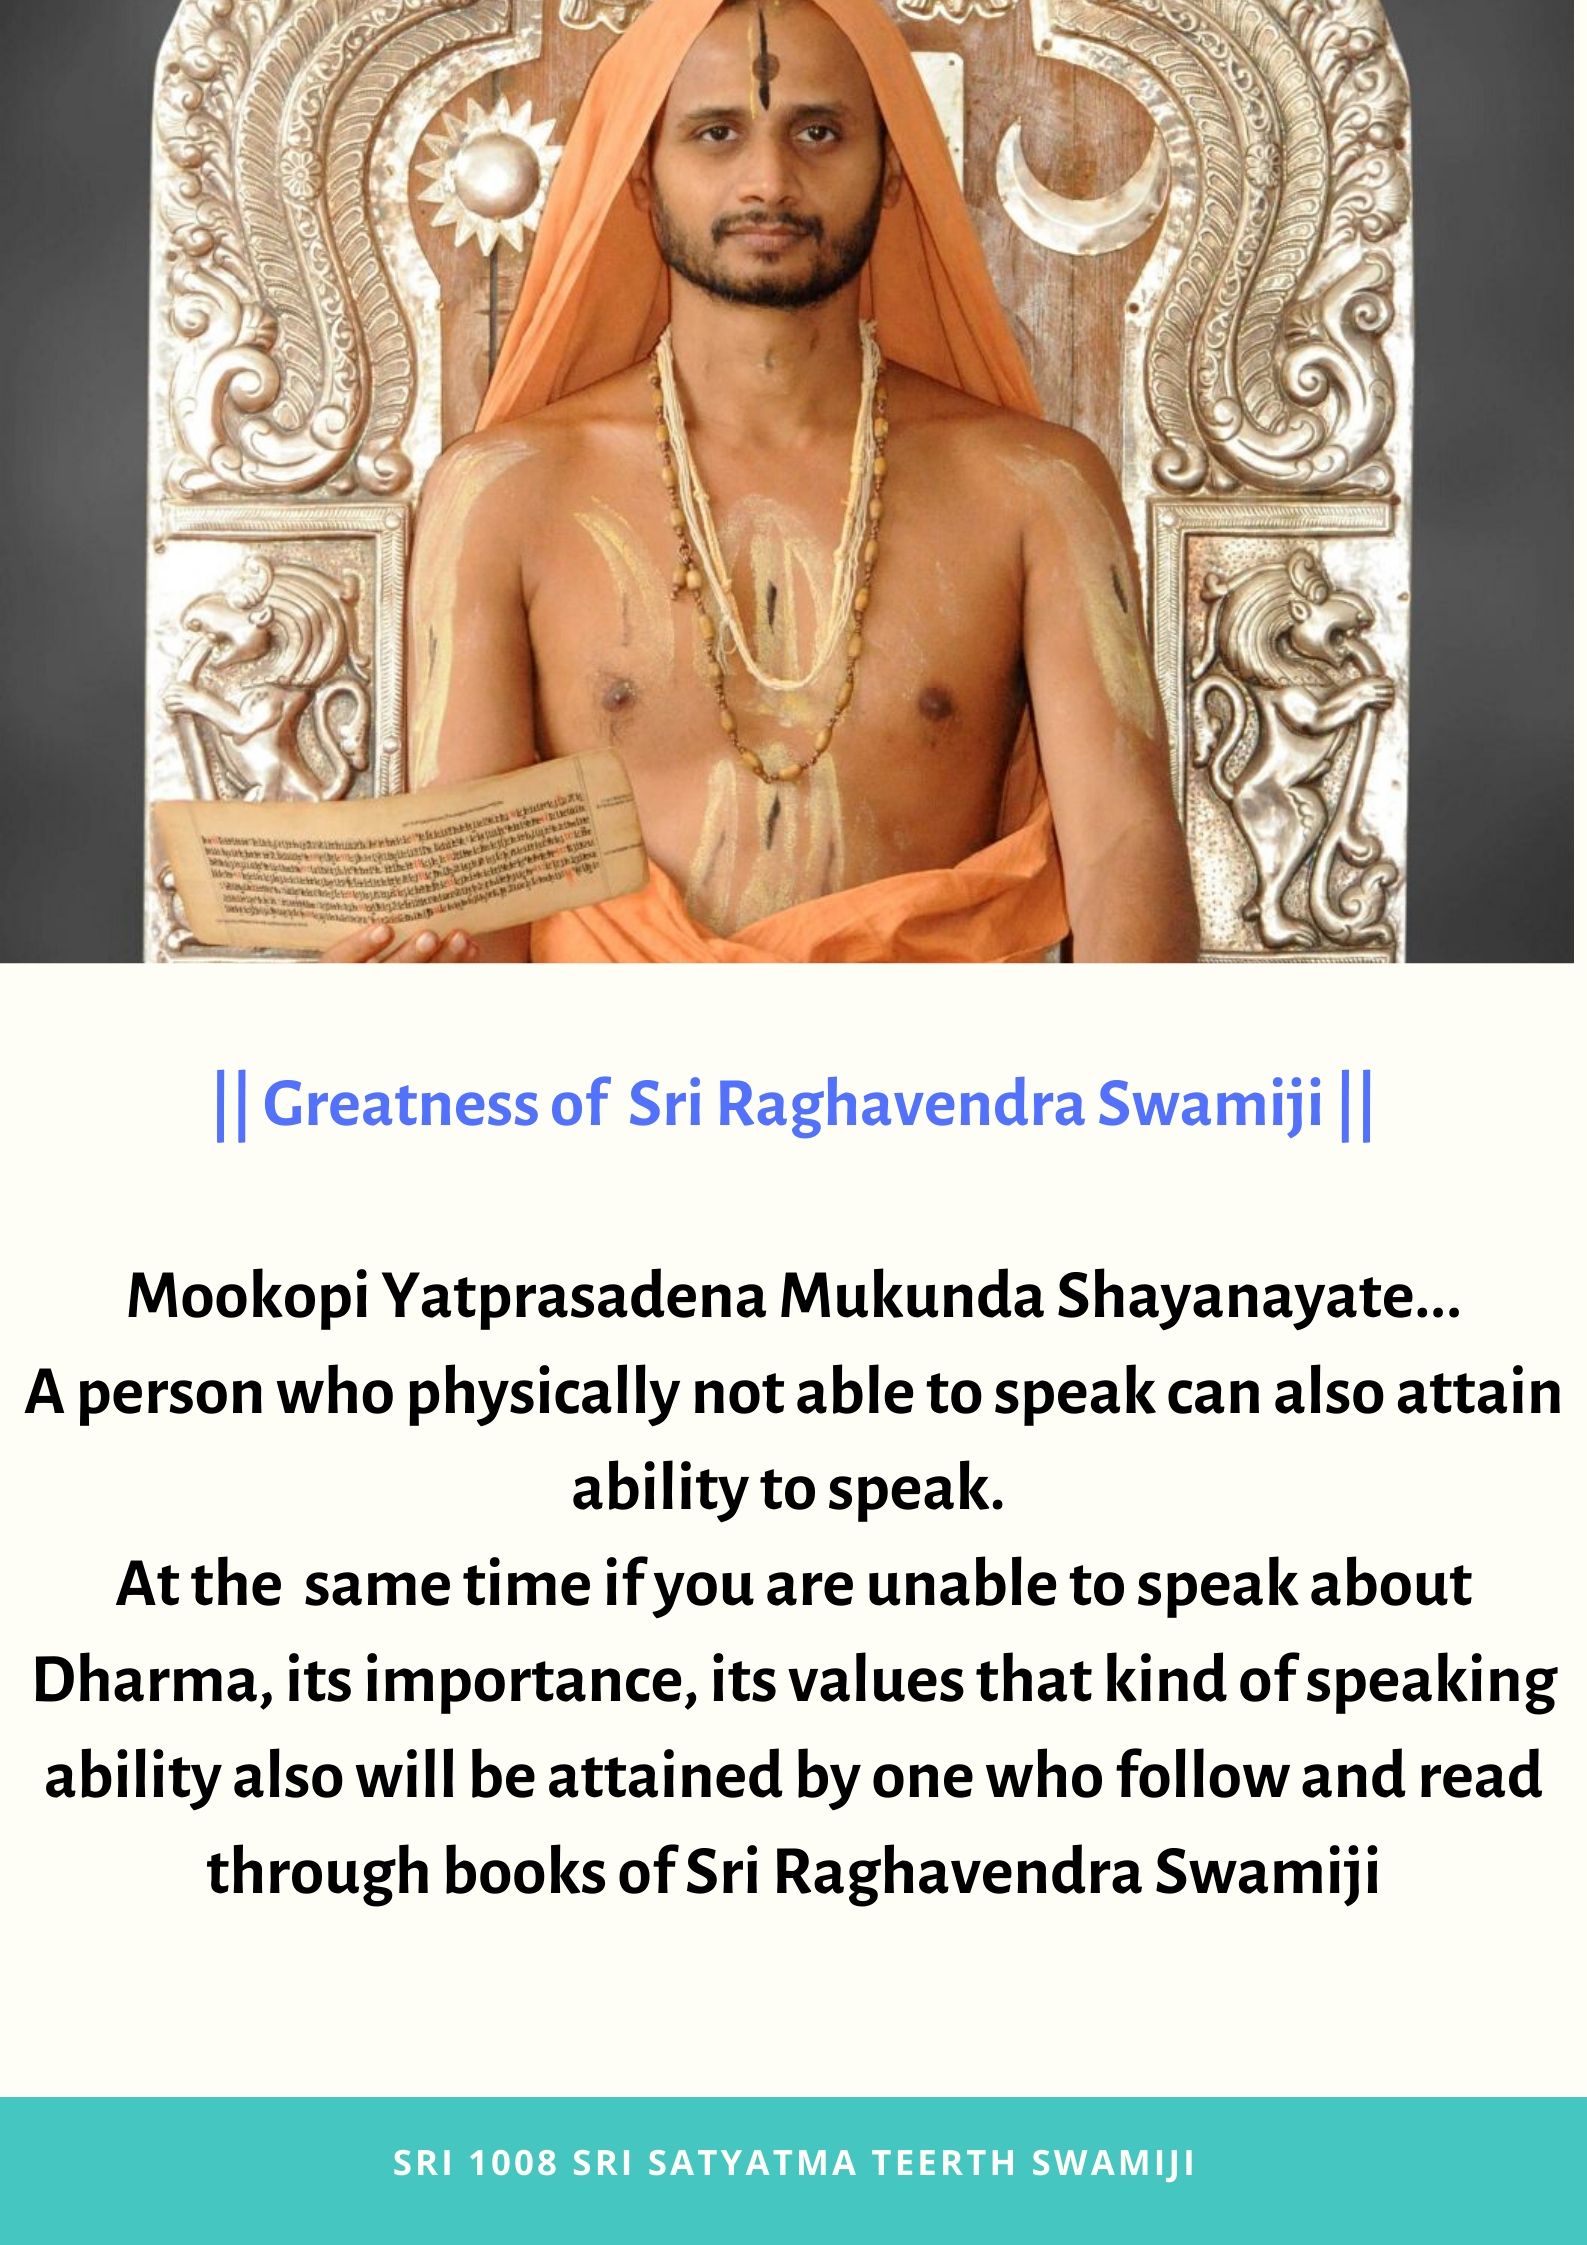 || Greatness of Sri Raghavendra Swamiji ||
Mookopi Yatprasadena Mukunda Shayanayate...
A person who physically not able to speak can also attain
ability to speak.
At the same time if you are unable to speak about
Dharma, its importance, its values that kind of speaking
ability also will be attained by one who follow and read
through books of Sri Raghavendra Swamiji
SRI 1008 SRI SATYATMA TEERTH SWAMIJI